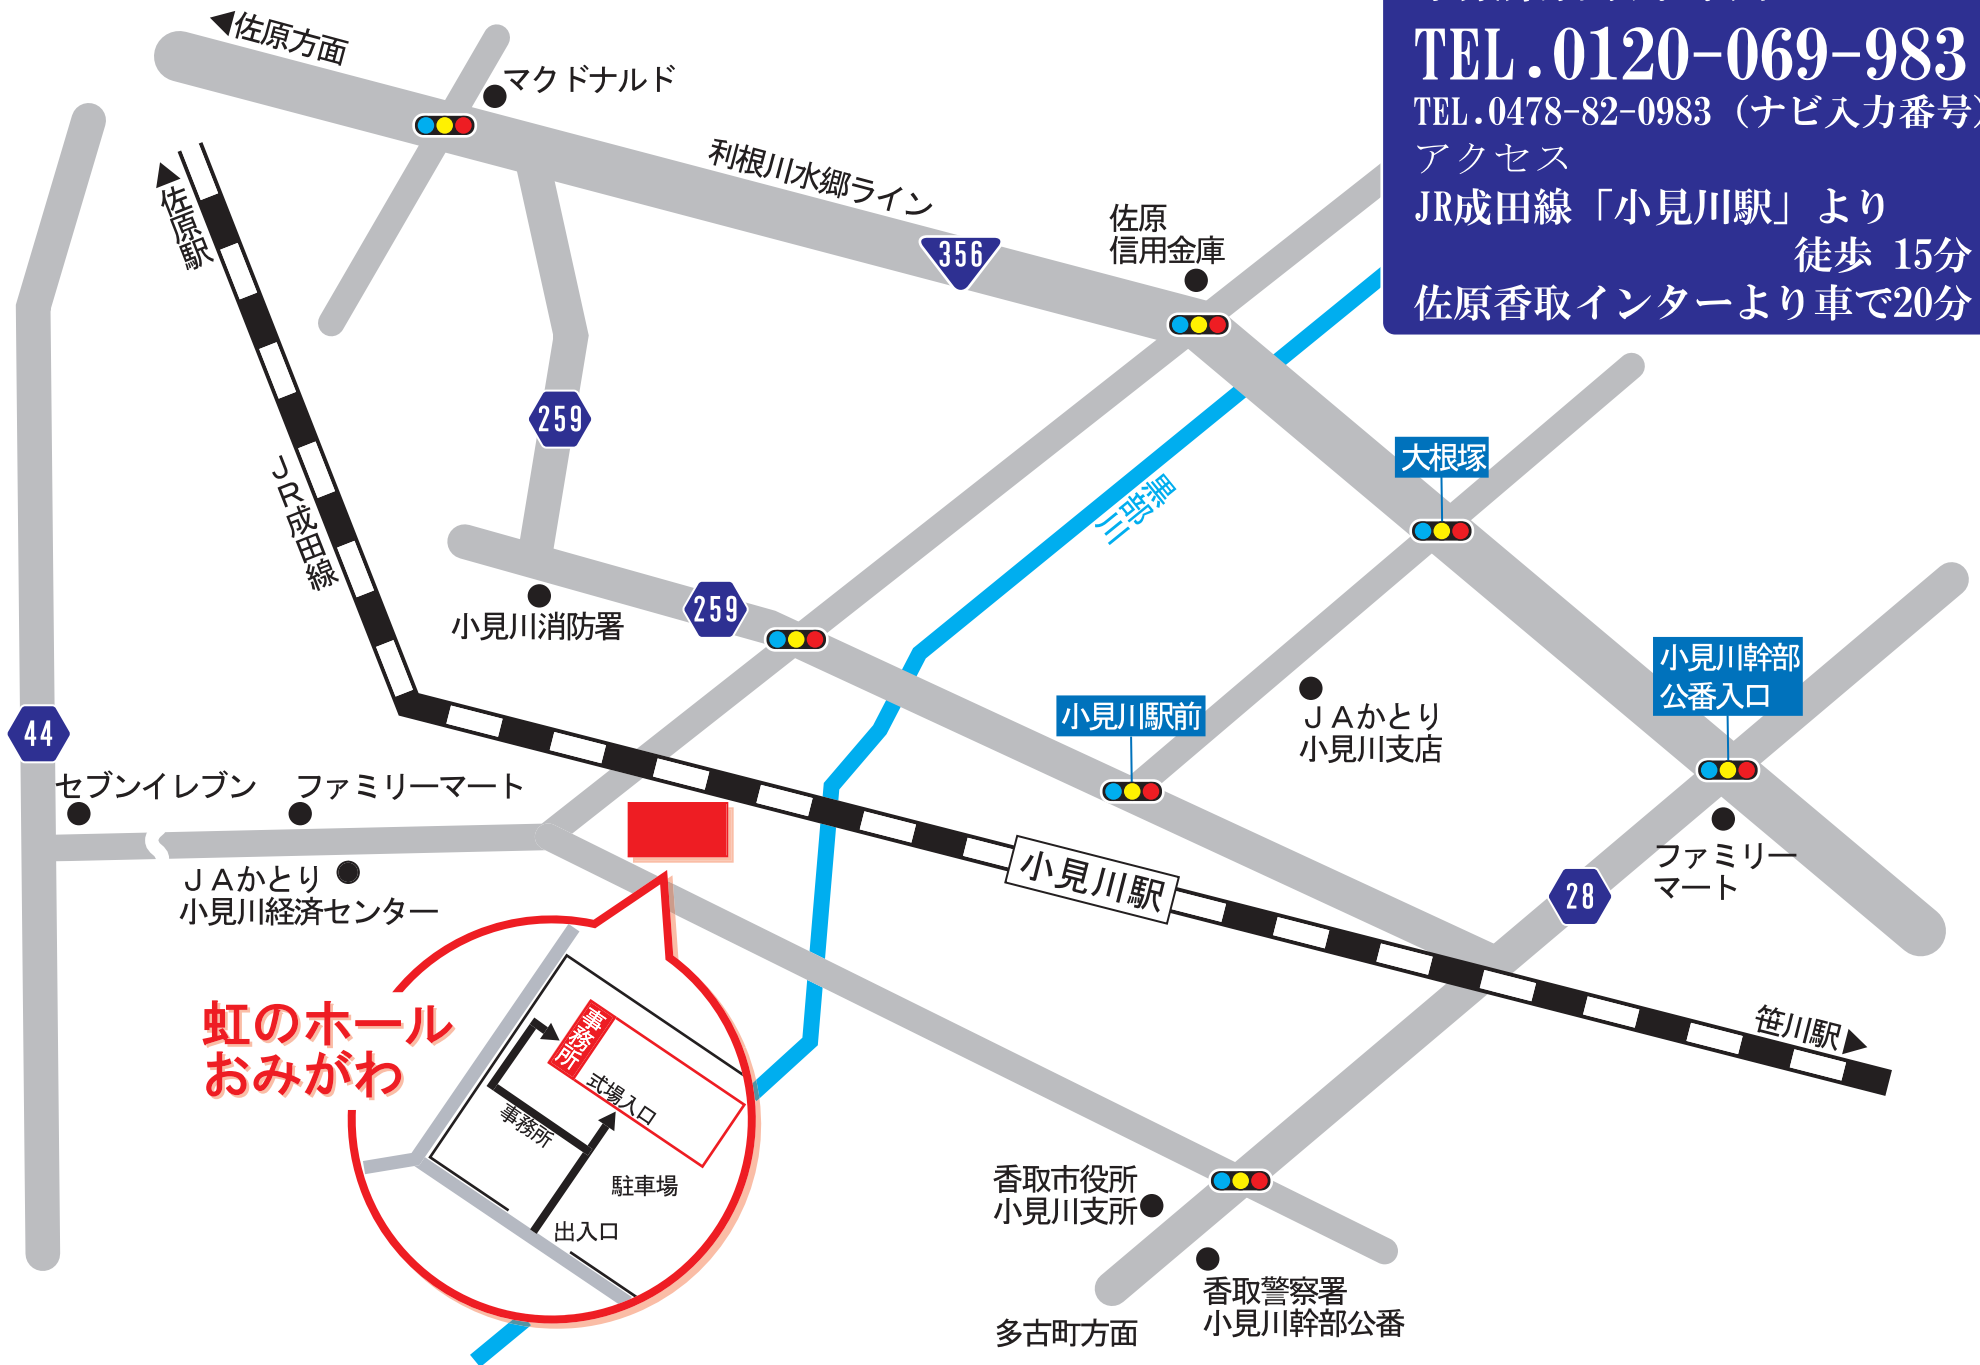 TEL.0120-069-983
TEL.0478-82-0983（ナビ入力番号）
アクセス
JR成田線「小見川駅」より
徒歩 15分
佐原香取インターより車で20分
◀佐原方面
マクドナルド
利根川水郷ライン
356
佐原
信用金庫
▲佐原駅
259
大根塚
黒部川
JR成田線
小見川消防署
259
小見川幹部
公番入口
小見川駅前
JAかとり
小見川支店
44
セブンイレブン
ファミリーマート
JAかとり
小見川経済センター
小見川駅
ファミリー
マート
28
笹川駅▶
虹のホール
おみがわ
事務所
式場入口
事務所
駐車場
出入口
香取市役所
小見川支所
香取警察署
小見川幹部公番
多古町方面